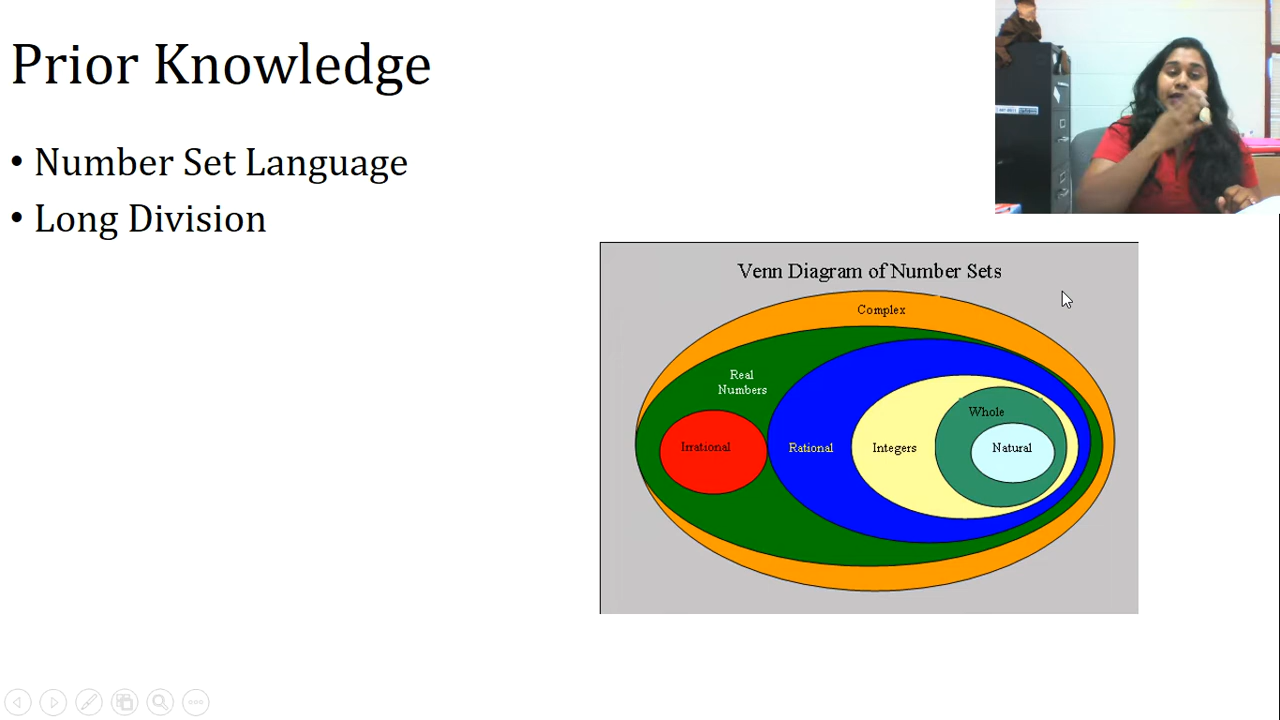 Prior Knowledge
• Number Set Language
• Long Division
Venn Diagram of Number Sets
Complex
Real
Numbers
Irrational
Rational
Integers
Whole
Natural